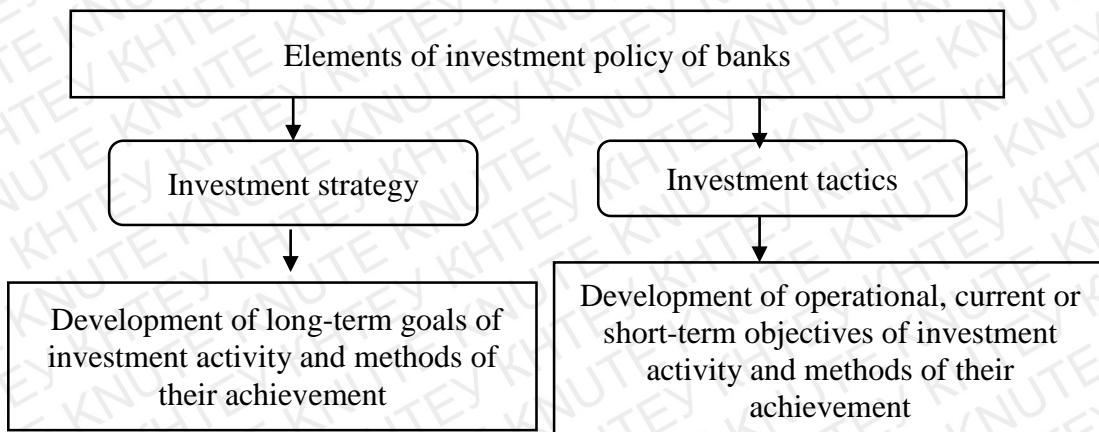 Elements of investment policy of banks
Investment strategy
Investment tactics
Development of long-term goals of
investment activity and methods of
their achievement
Development of operational, current or
short-term objectives of investment
activity and methods of their
achievement
KNUTE КНТЕУ